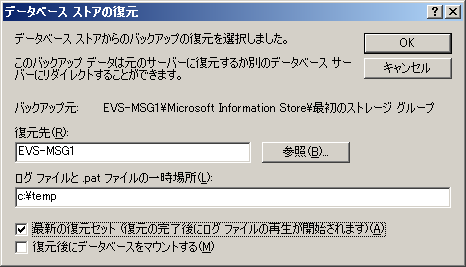 データベース ストアの復元
データベース ストアからのバックアップの復元を選択しました。
OK
このバックアップ データは元のサーバーに復元するか別のデータベース サー
バーにリダイレクトすることができます。
キャンセル
バックアップ元: EVS-MSG1¥Microsoft Information Store¥最初のストレージ グループ
復元先(R):
EVS-MSG1
参照(B)...
ログ ファイルと .pat ファイルの一時場所(L):
c:¥temp
最新の復元セット (復元の完了後にログ ファイルの再生が開始されます)(A)
復元後にデータベースをマウントする(M)